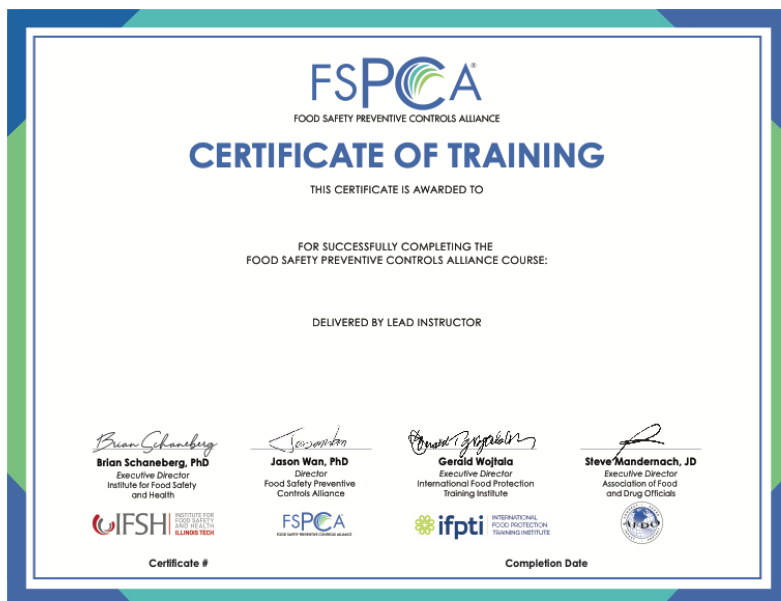 FSPCA®
FOOD SAFETY PREVENTIVE CONTROLS ALLIANCE
CERTIFICATE OF TRAINING
THIS CERTIFICATE IS AWARDED TO
FOR SUCCESSFULLY COMPLETING THE
FOOD SAFETY PREVENTIVE CONTROLS ALLIANCE COURSE:
DELIVERED BY LEAD INSTRUCTOR
Brian Schaneberg
Brian Schaneberg, PhD
Executive Director
Institute for Food Safety
and Health
Jason Wan, PhD
Director
Food Safety Preventive
Controls Alliance
Gerald Wojtala
Executive Director
International Food Protection
Training Institute
Steve Mandernach, JD
Executive Director
Association of Food
and Drug Officials
IFSH
INSTITUTE FOR
FOOD SAFETY
AND HEALTH
ILLINOIS TECH
FSPCA
FOOD SAFETY PREVENTIVE CONTROLS ALLIANCE
ifpti
INTERNATIONAL
FOOD PROTECTION
TRAINING INSTITUTE
AFDO
Certificate #
Completion Date